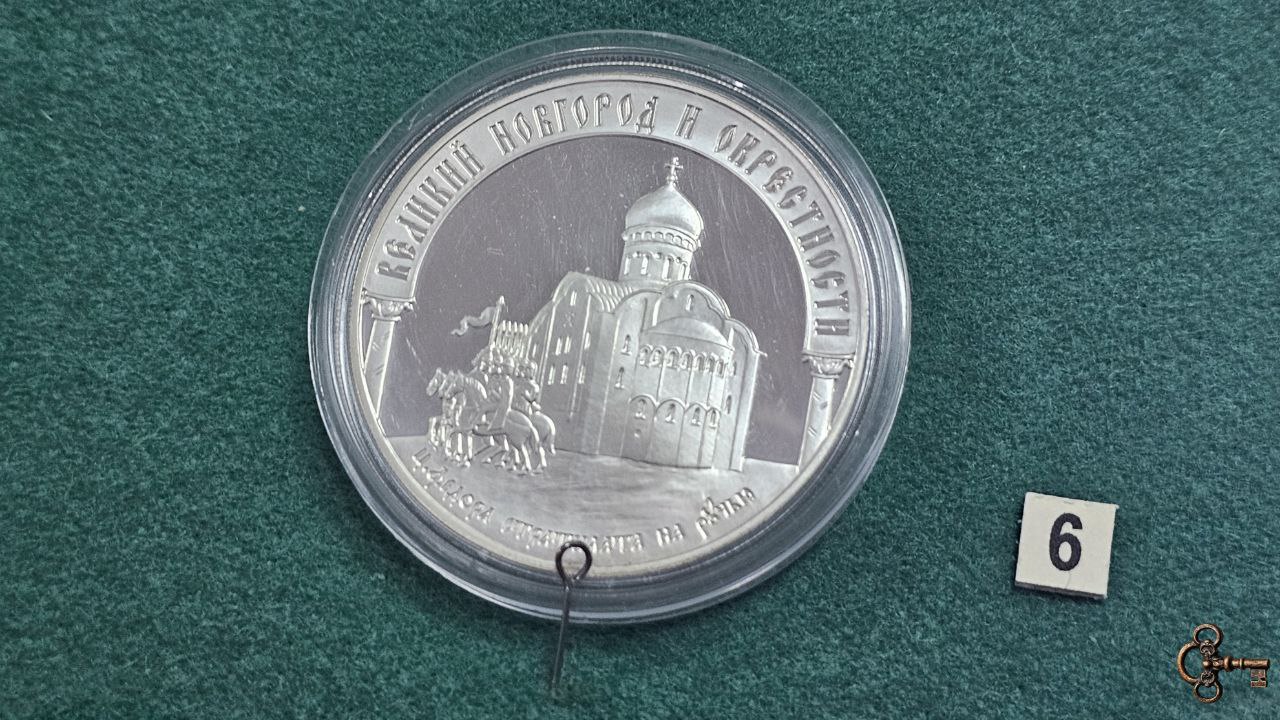 ВЕЛИКИЙ НОВГОРОД И ОКРЕСТНОСТИ
Ц. Федора стратилата на ручью
6